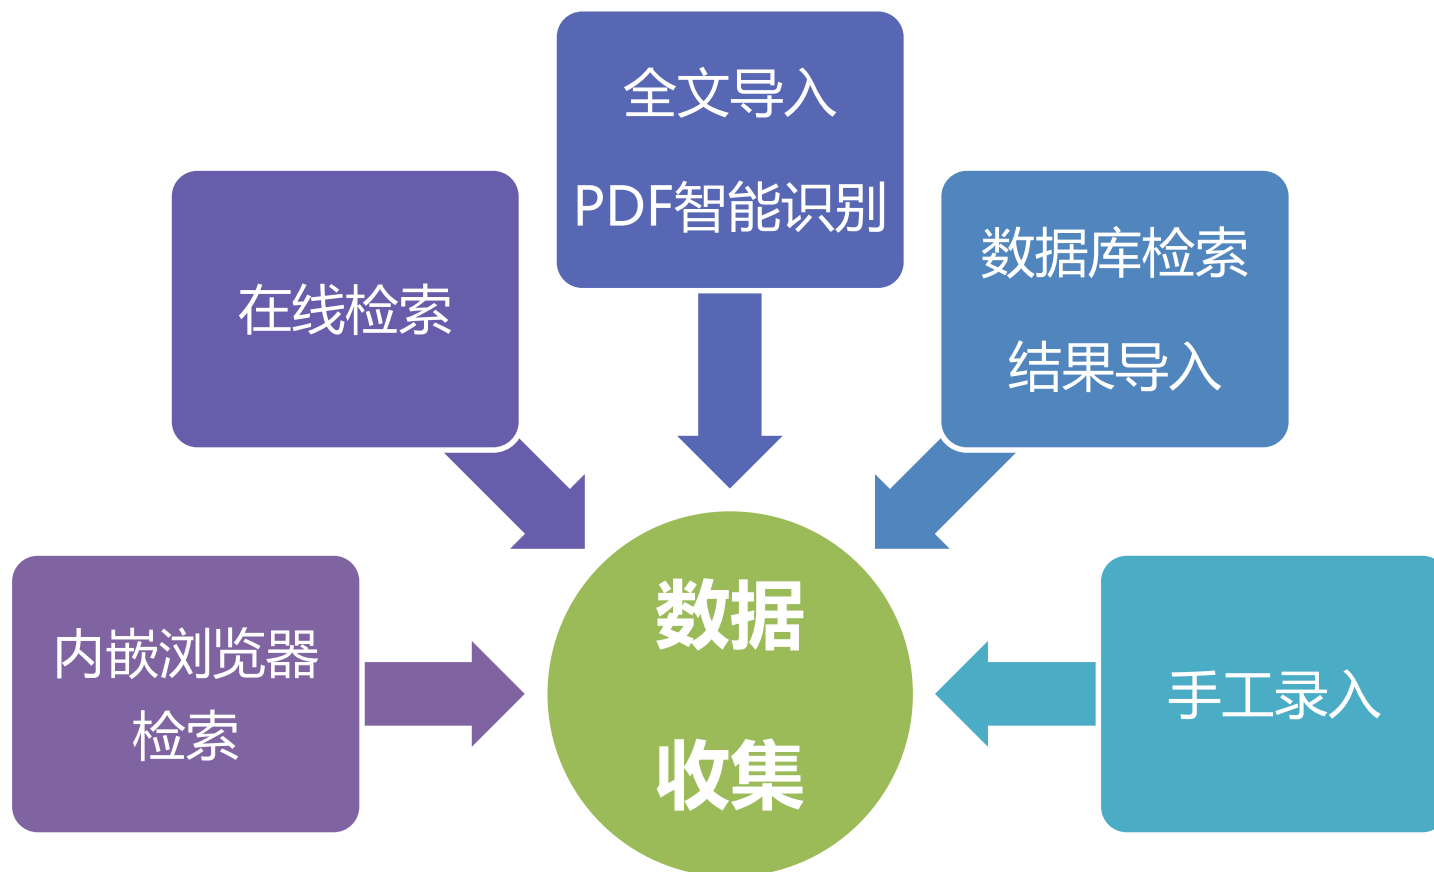 全文导入
PDF智能识别
在线检索
数据库检索
结果导入
内嵌浏览器
检索
数据
收集
手工录入